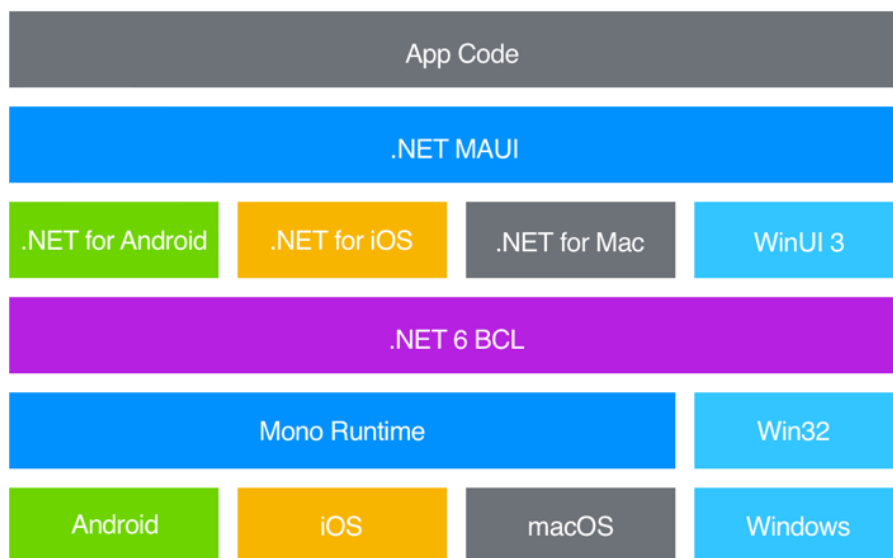 App Code
.NET MAUI
.NET for Android
.NET for iOS
.NET for Mac
WinUI 3
.NET 6 BCL
Mono Runtime
Win32
Android
iOS
macOS
Windows